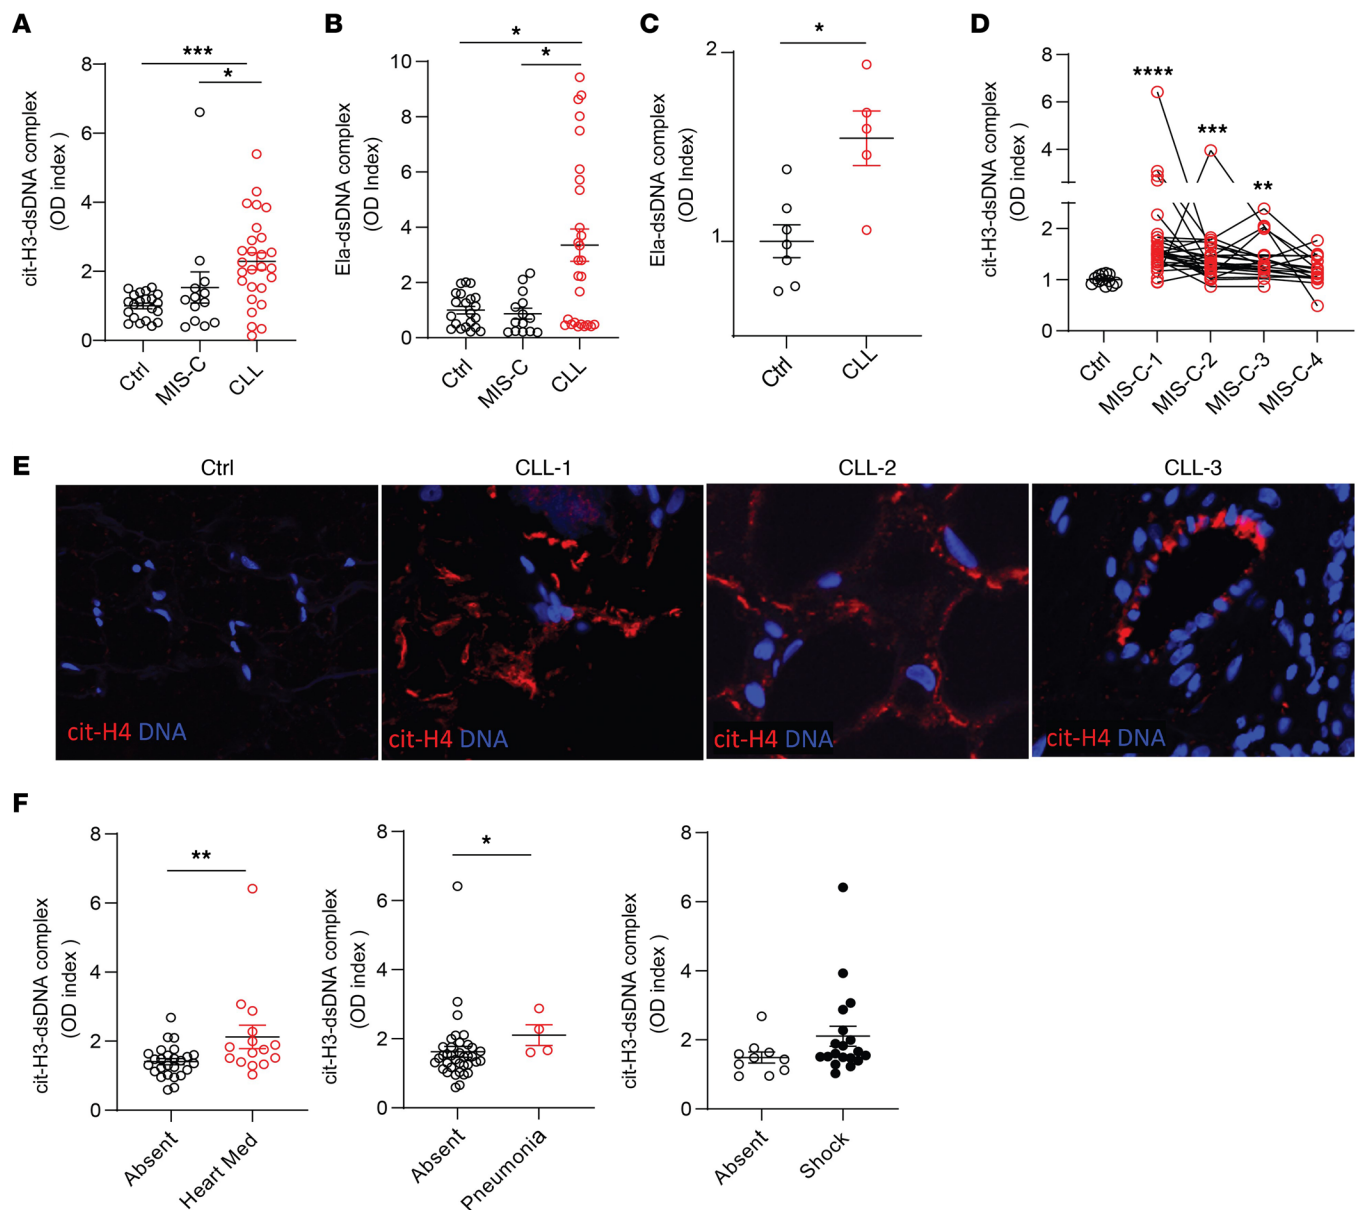 A
cit-H3-dsDNA complex
(OD index )
8
6
4
2
0
***
*
Ctrl
MIS-C
CLL
B
Ela-dsDNA complex
(OD Index)
10
8
6
4
2
0
*
*
Ctrl
MIS-C
CLL
C
Ela-dsDNA complex
(OD Index)
2
1
*
Ctrl
CLL
D
cit-H3-dsDNA complex
(OD index )
8
6
4
2
1
0
****
***
**
Ctrl
MIS-C-1
MIS-C-2
MIS-C-3
MIS-C-4
E
Ctrl
CLL-1
CLL-2
CLL-3
cit-H4 DNA
cit-H4 DNA
cit-H4 DNA
cit-H4 DNA
F
cit-H3-dsDNA complex
(OD index )
8
6
4
2
0
**
Absent
Heart Med
cit-H3-dsDNA complex
(OD index )
8
6
4
2
0
*
Absent
Pneumonia
cit-H3-dsDNA complex
(OD index )
8
6
4
2
0
Absent
Shock